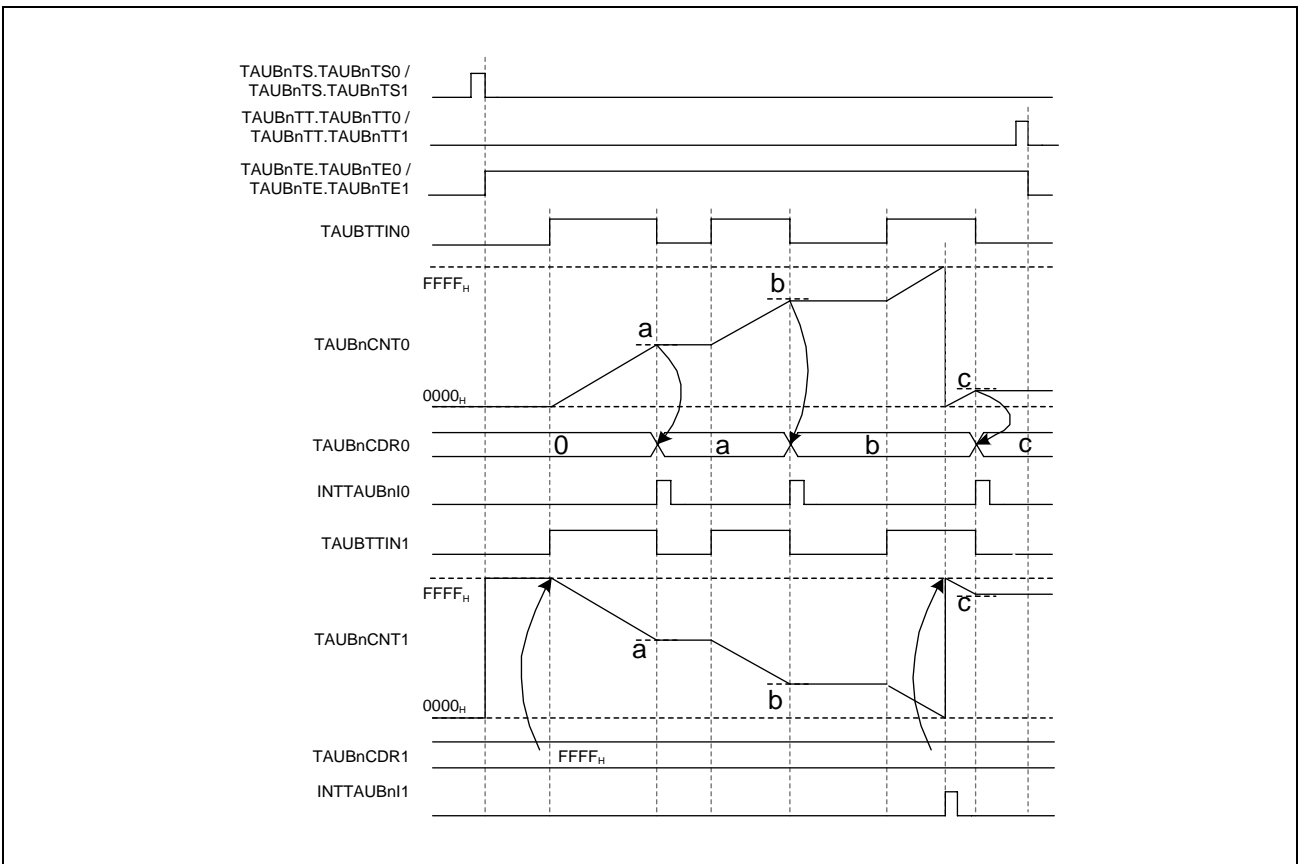 TAUBnTS.TAUBnTS0 /
TAUBnTS.TAUBnTS1
TAUBnTT.TAUBnTT0 /
TAUBnTT.TAUBnTT1
TAUBnTE.TAUBnTE0 /
TAUBnTE.TAUBnTE1
TAUBTTIN0
FFFFH
b
a
TAUBnCNT0
c
0000H
TAUBnCDR0
0
a
b
c
INTTAUBnI0
TAUBTTIN1
FFFFH
c
TAUBnCNT1
a
b
0000H
TAUBnCDR1
FFFFH
INTTAUBnI1